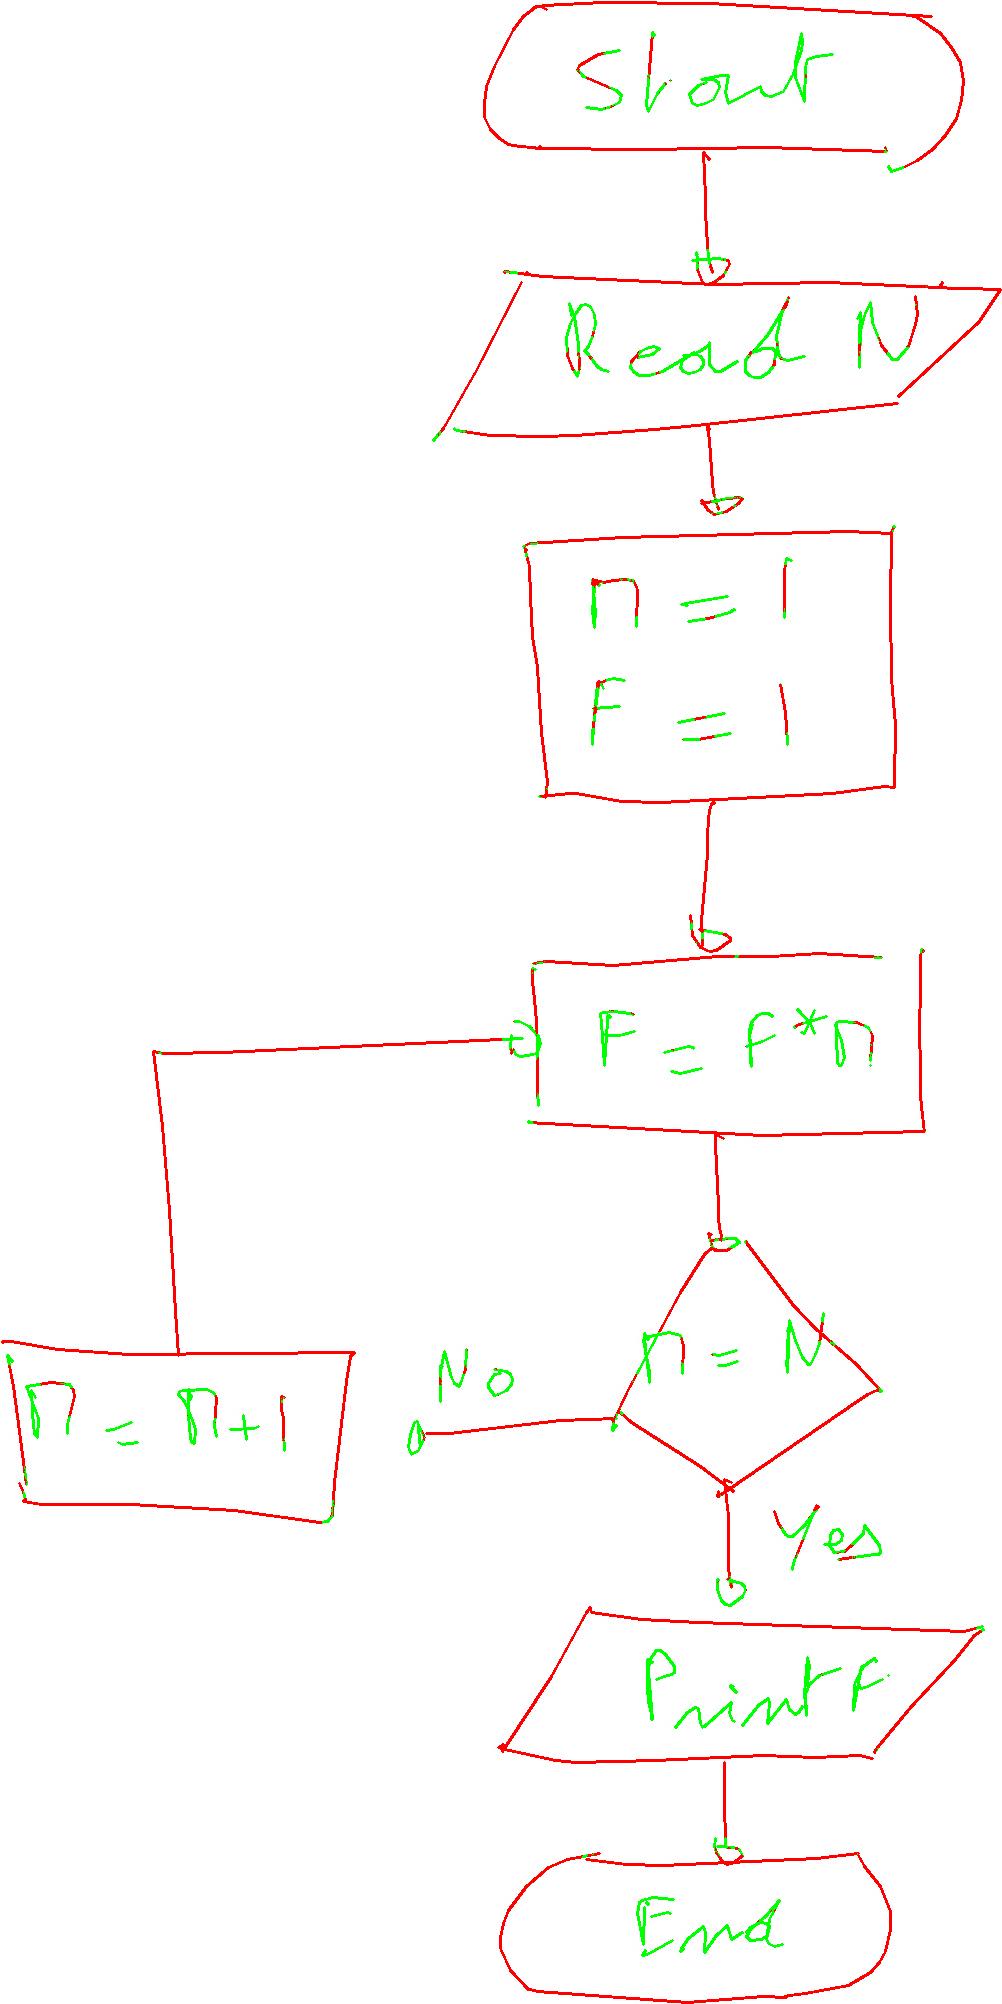 Start
Read N
n = 1
F = 1
F = F*n
n = N
No
n = n+1
Yes
Print F
End